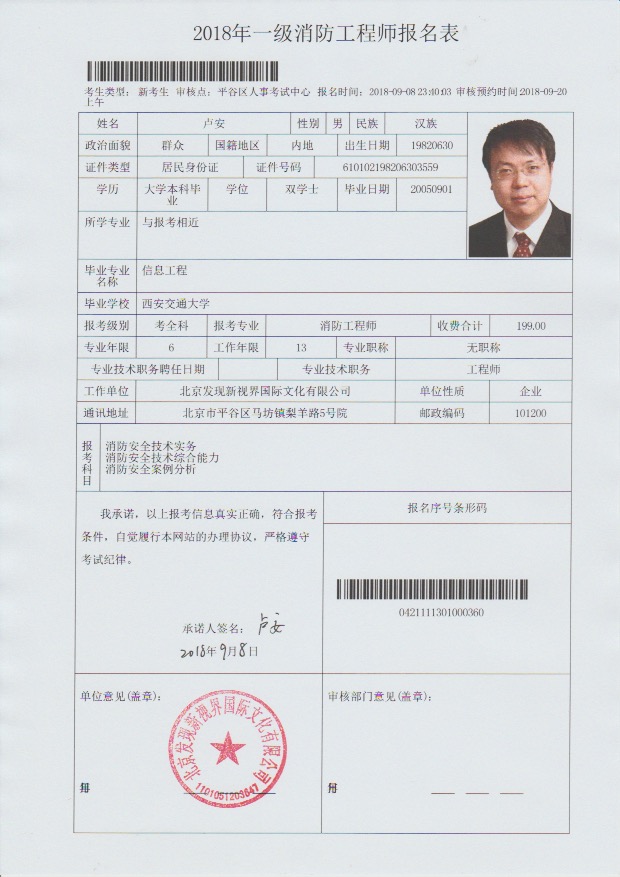 2018年一级消防工程师报名表
考生类型： 新考生 审核点：平谷区人事考试中心 报名时间：2018-09-08 23:40:03 审核预约时间:2018-09-20
上午
姓名 卢安 性别 男 民族 汉族
政治面貌 群众 国籍地区 内地 出生日期 19820630
证件类型 居民身份证 证件号码 610102198206303559
学历 大学本科毕业 学位 双学士 毕业日期 20050901
所学专业 与报考相近
毕业专业名称 信息工程
毕业学校 西安交通大学
报考级别 考全科 报考专业 消防工程师 收费合计 199.00
专业年限 6 工作年限 13 专业职称 无职称
专业技术职务聘任日期 专业技术职务 工程师
工作单位 北京发现新视界国际文化有限公司 单位性质 企业
通讯地址 北京市平谷区马坊镇梨羊路5号院 邮政编码 101200
报考科目
消防安全技术实务
消防安全技术综合能力
消防安全案例分析
我承诺，以上报考信息真实正确，符合报考
条件，自觉履行本网站的办理协议，严格遵守
考试纪律。
承诺人签名： 卢安
2018年9月8日
报名序号条形码
0421111301000360
单位意见(盖章)：
北京发现新视界国际文化有限公司
1101051203647
审核部门意见(盖章)：